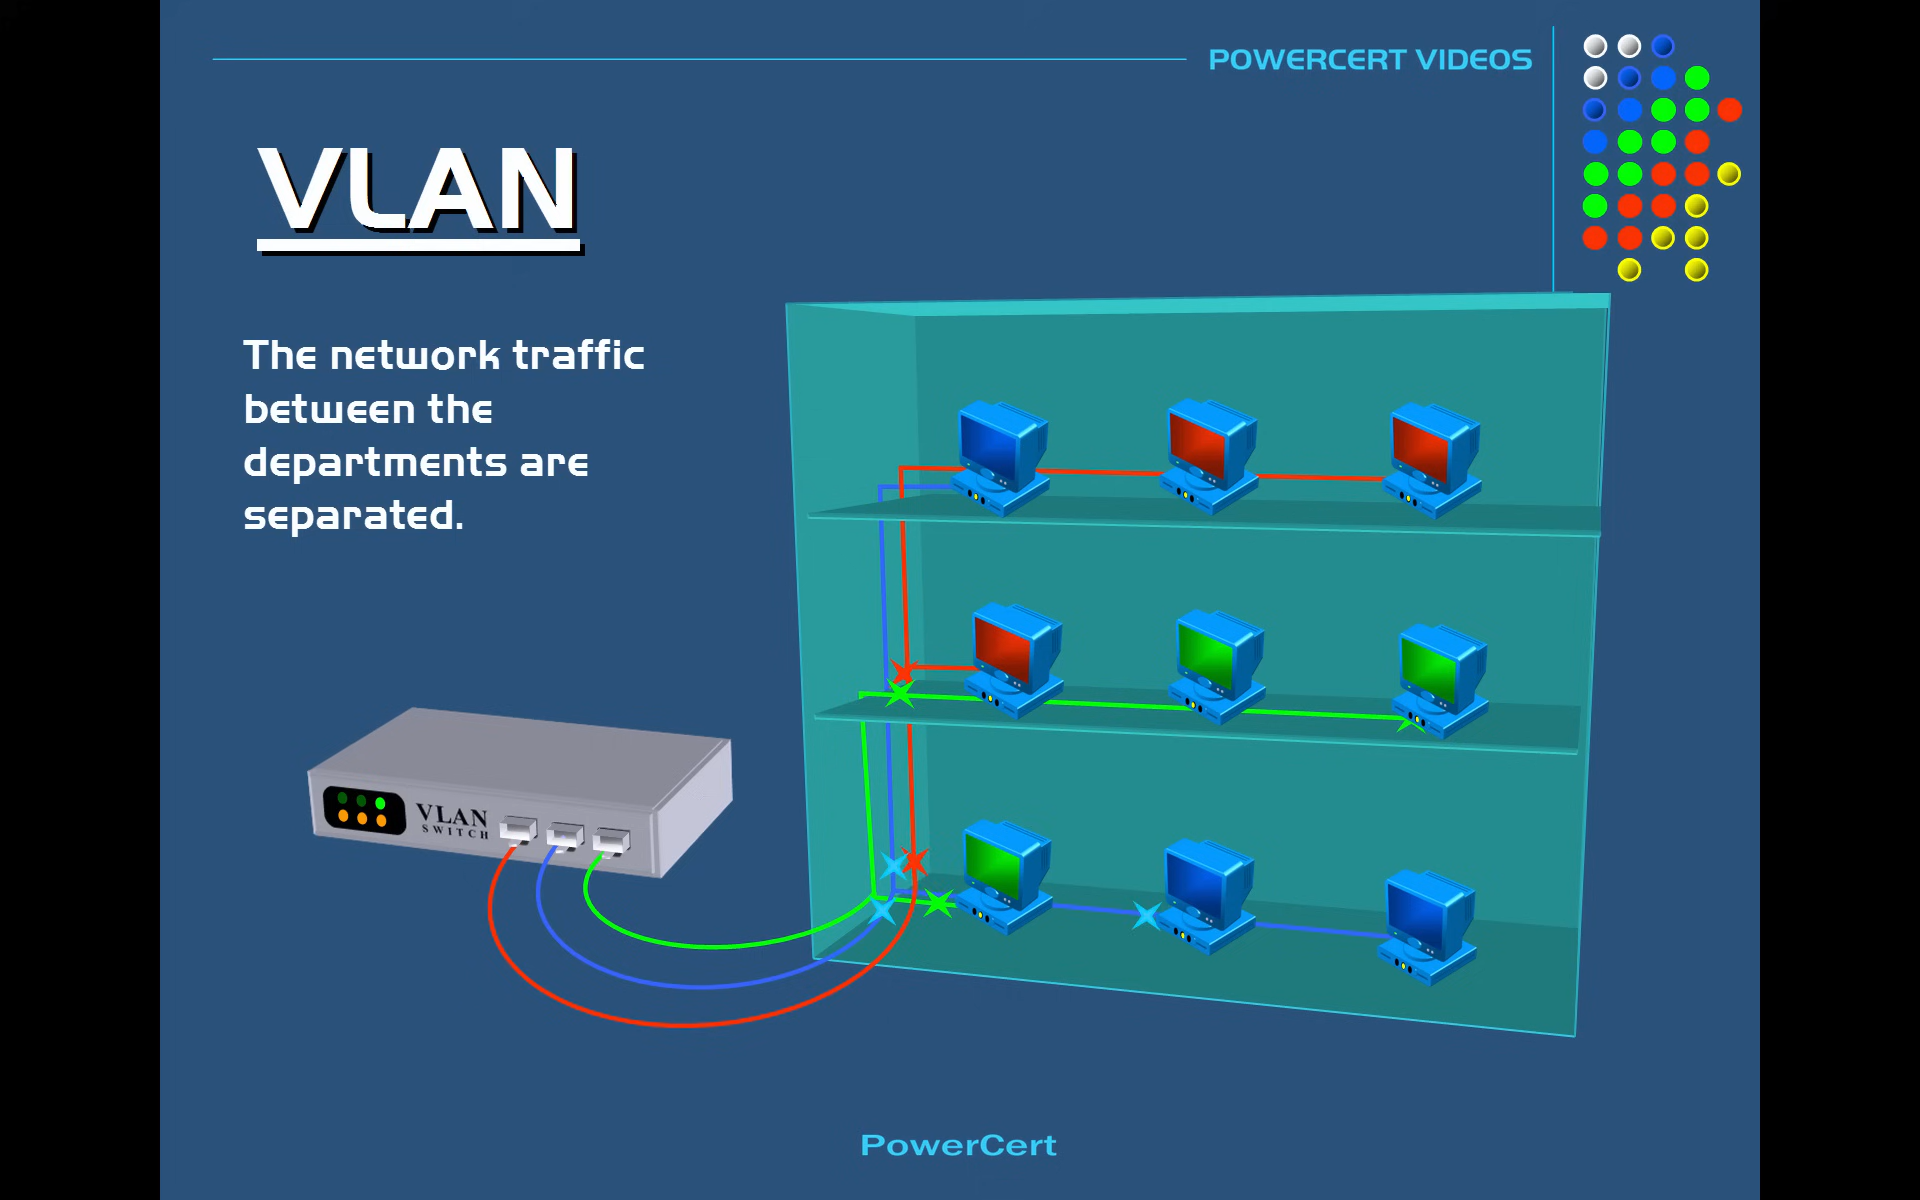 POWERCERT VIDEOS
VLAN
The network traffic
between the
departments are
separated.
VLAN
SWITCH
PowerCert